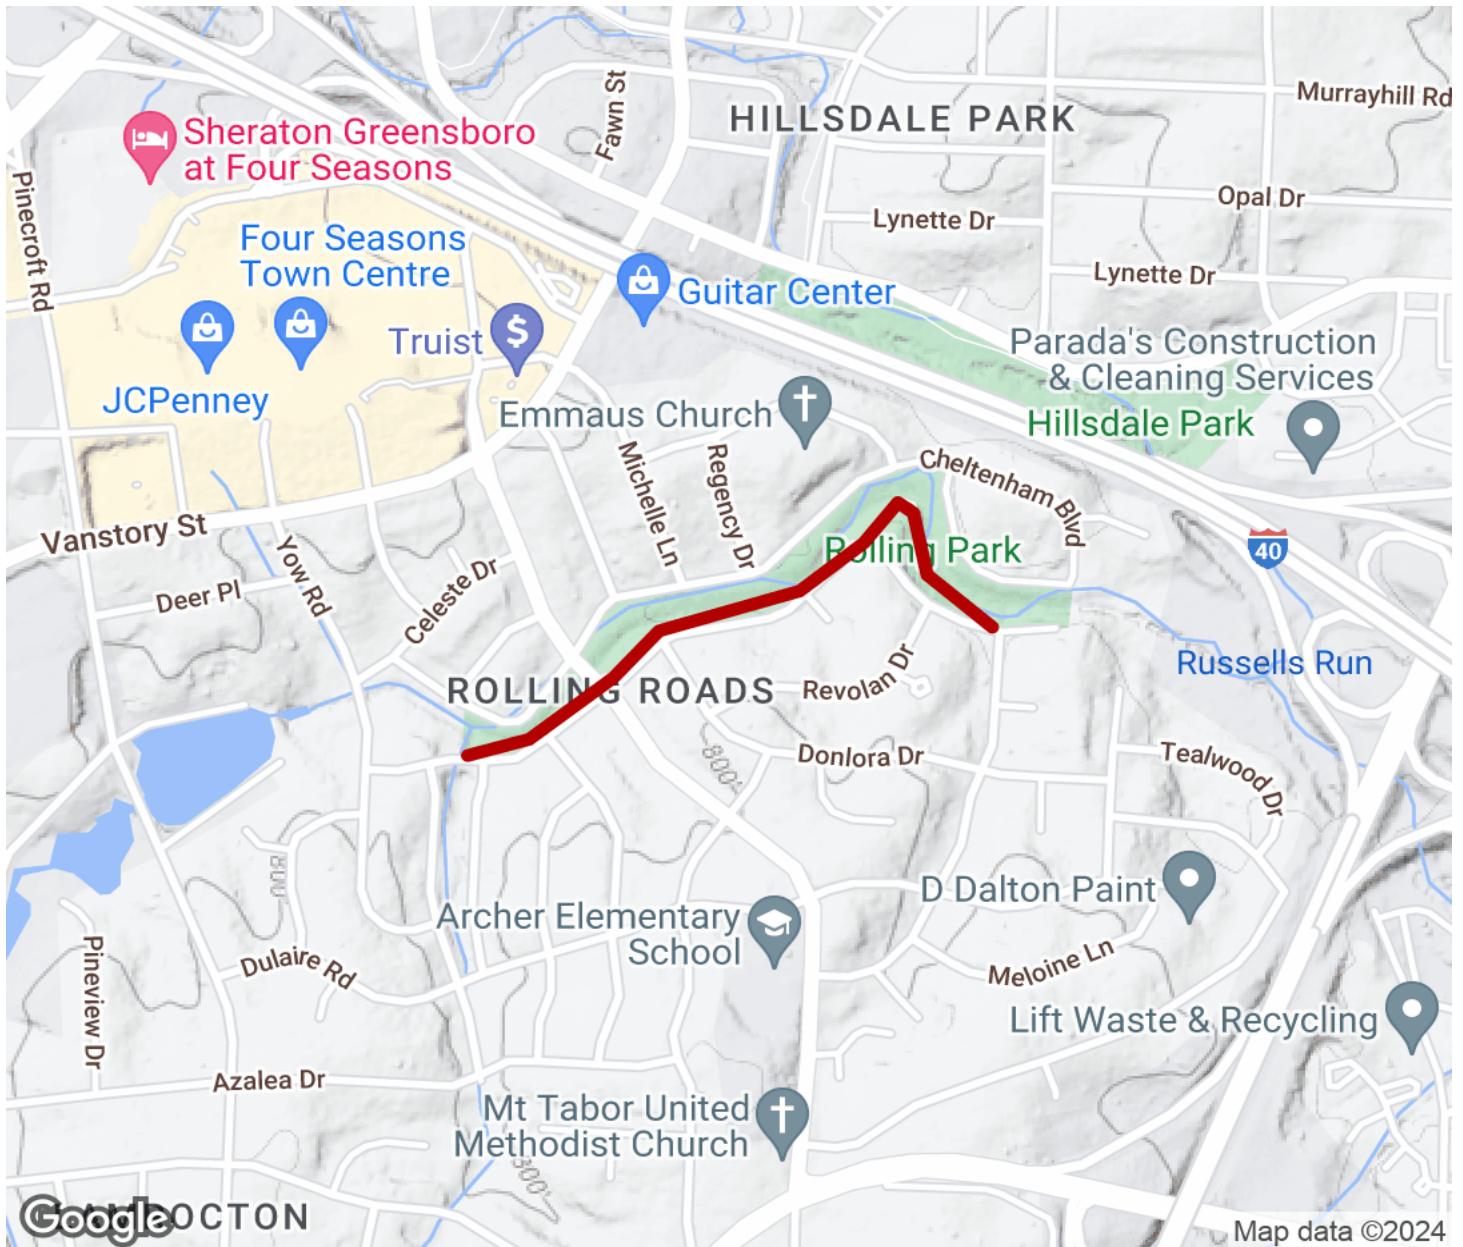 Murrayhill Rd
HILLSDALE PARK
Fawn St
Sheraton Greensboro
at Four Seasons
Pinecroft Rd
Opal Dr
Lynette Dr
Four Seasons
Town Centre
Lynette Dr
Guitar Center
Truist
Parada's Construction
& Cleaning Services
JCPenney
Emmaus Church
Hillsdale Park
Michelle Ln
Regency Dr
Cheltenham Blvd
Vanstory St
40
Rolling Park
Yow Rd
Celeste Dr
Deer Pl
Russells Run
ROLLING ROADS
Revolan Dr
800'
Donlora Dr
Tealwood Dr
800
D Dalton Paint
Archer Elementary
School
Pineview Dr
Dulaire Rd
Meloine Ln
Lift Waste & Recycling
Azalea Dr
Mt Tabor United
Methodist Church
800'
Google
OCTON
Map data ©2024